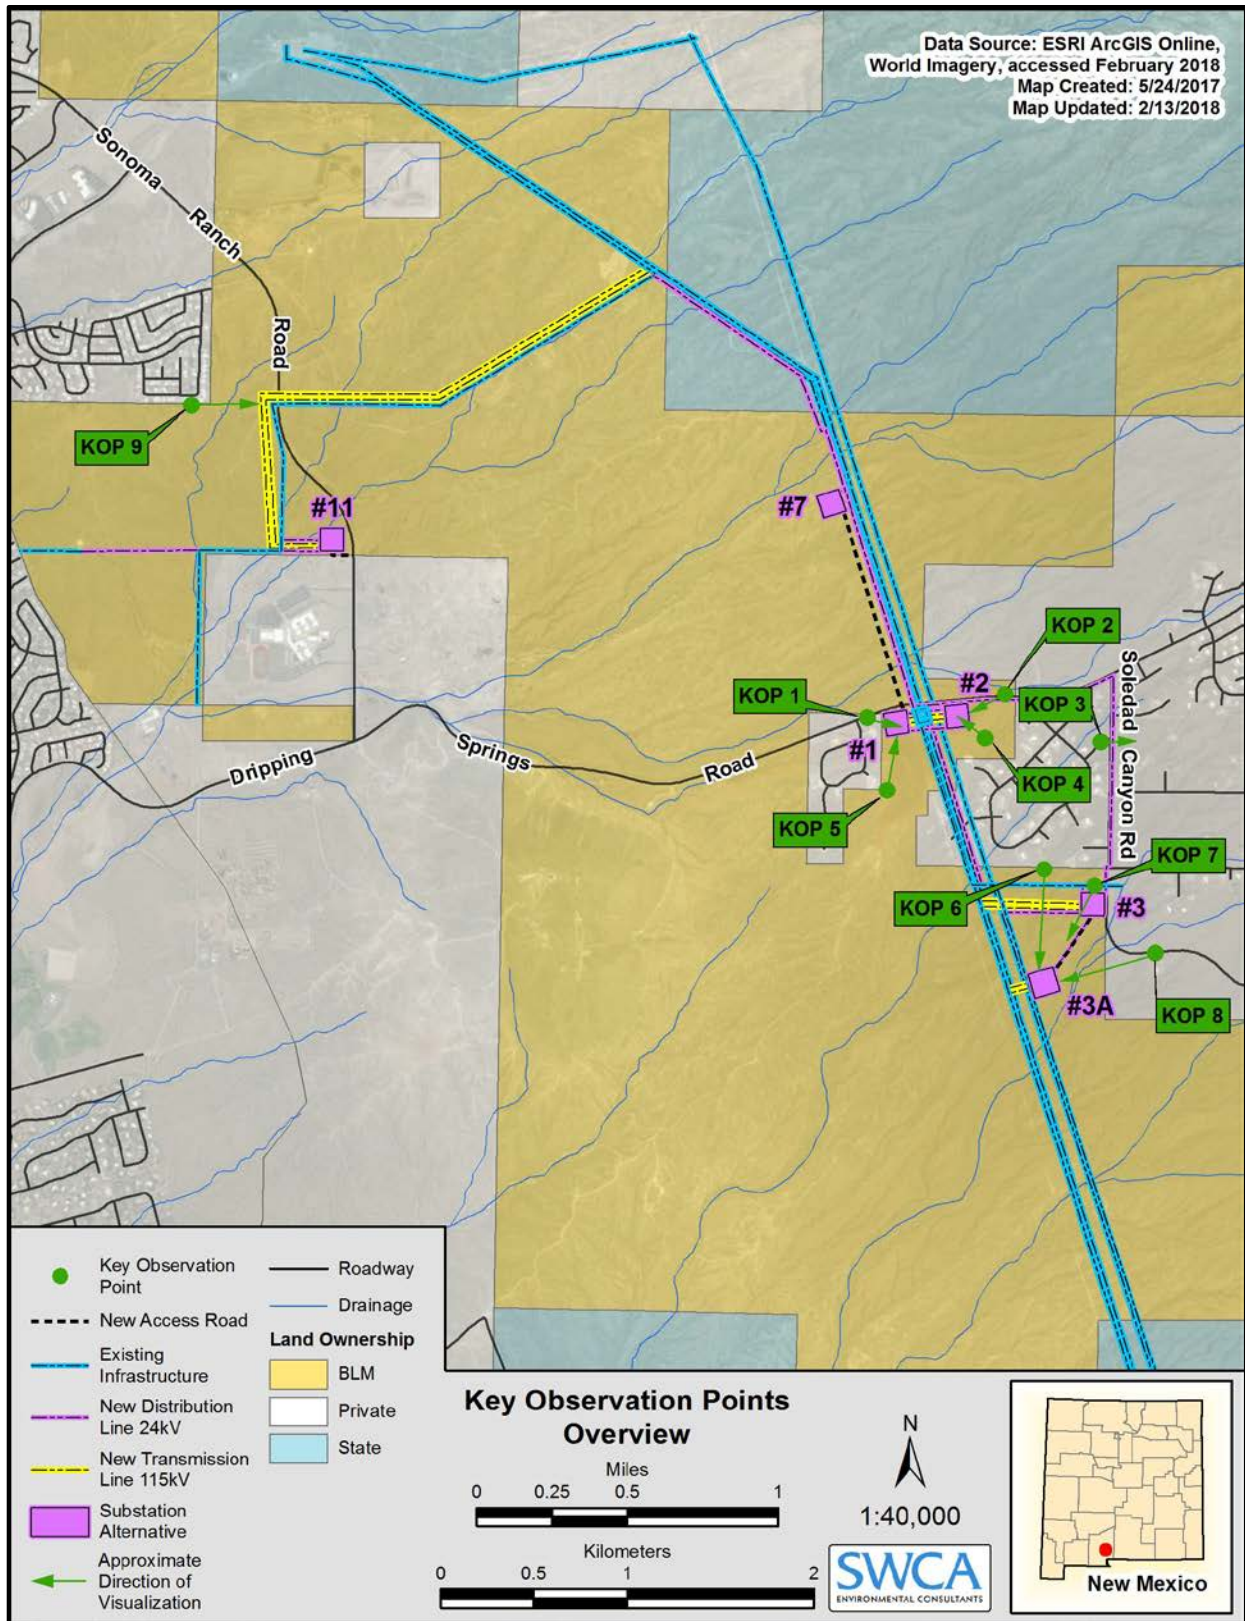 Data Source: ESRI ArcGIS Online,
World Imagery, accessed February 2018
Map Created: 5/24/2017
Map Updated: 2/13/2018
Sonoma
Ranch
Road
KOP 9
#11
#7
KOP 2
KOP 1
#2
KOP 3
Soledad
Canyon Rd
#1
Dripping
Springs
Road
KOP 4
KOP 5
KOP 7
KOP 6
#3
#3A
KOP 8
Key Observation
Point
New Access Road
Existing
Infrastructure
New Distribution
Line 24kV
New Transmission
Line 115kV
Substation
Alternative
Approximate
Direction of
Visualization
Roadway
Drainage
Land Ownership
BLM
Private
State
Key Observation Points
Overview
Miles
0 0.25 0.5 1
Kilometers
0 0.5 1 2
N
1:40,000
SWCA
ENVIRONMENTAL CONSULTANTS
New Mexico